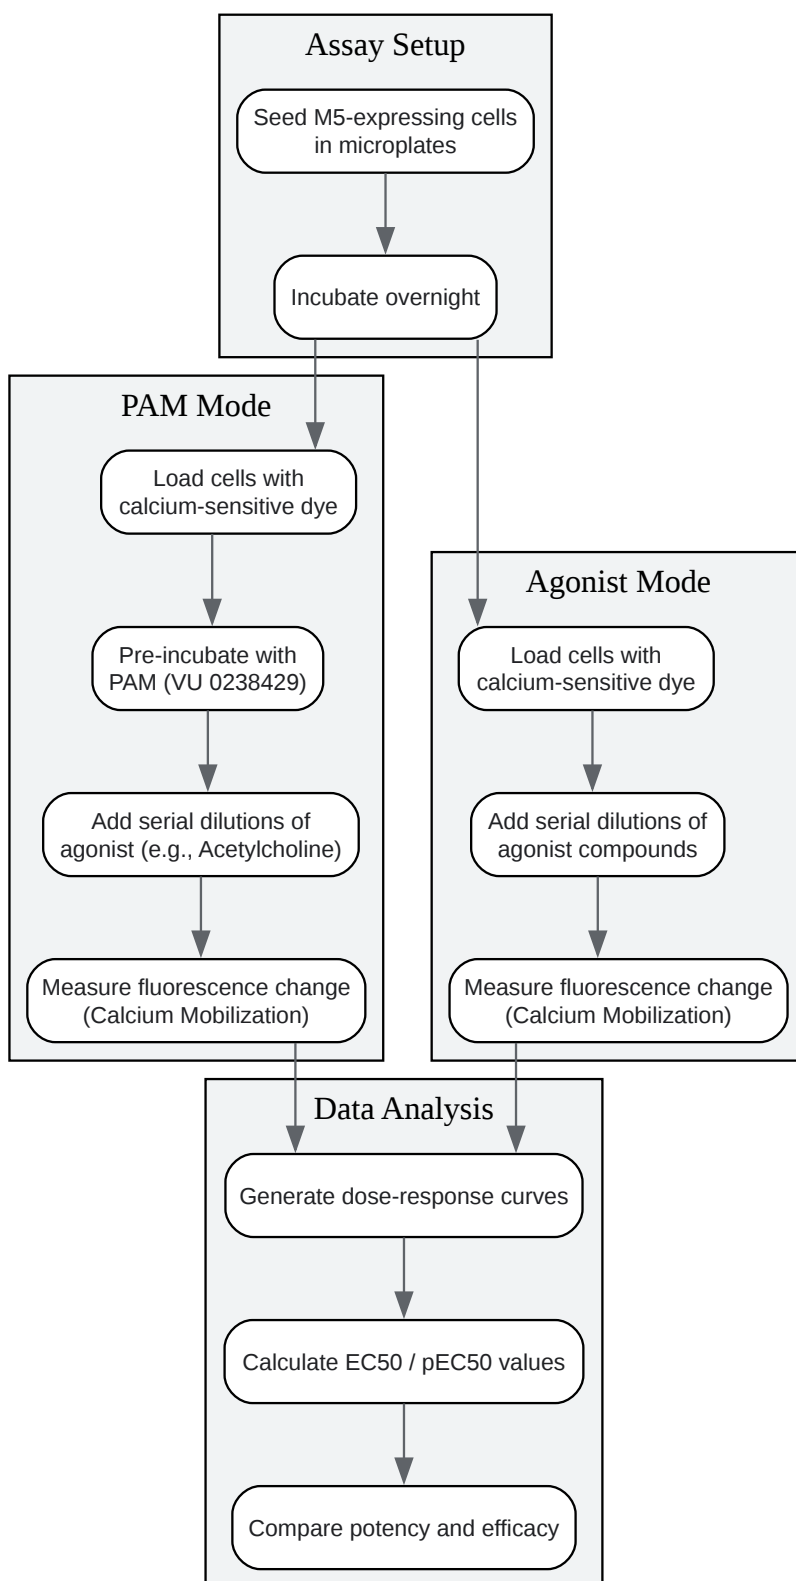 Assay Setup
Seed M5-expressing cells
in microplates
Incubate overnight
PAM Mode
Load cells with
calcium-sensitive dye
Pre-incubate with
PAM (VU 0238429)
Add serial dilutions of
agonist (e.g., Acetylcholine)
Measure fluorescence change
(Calcium Mobilization)
Agonist Mode
Load cells with
calcium-sensitive dye
Add serial dilutions of
agonist compounds
Measure fluorescence change
(Calcium Mobilization)
Data Analysis
Generate dose-response curves
Calculate EC50 / pEC50 values
Compare potency and efficacy